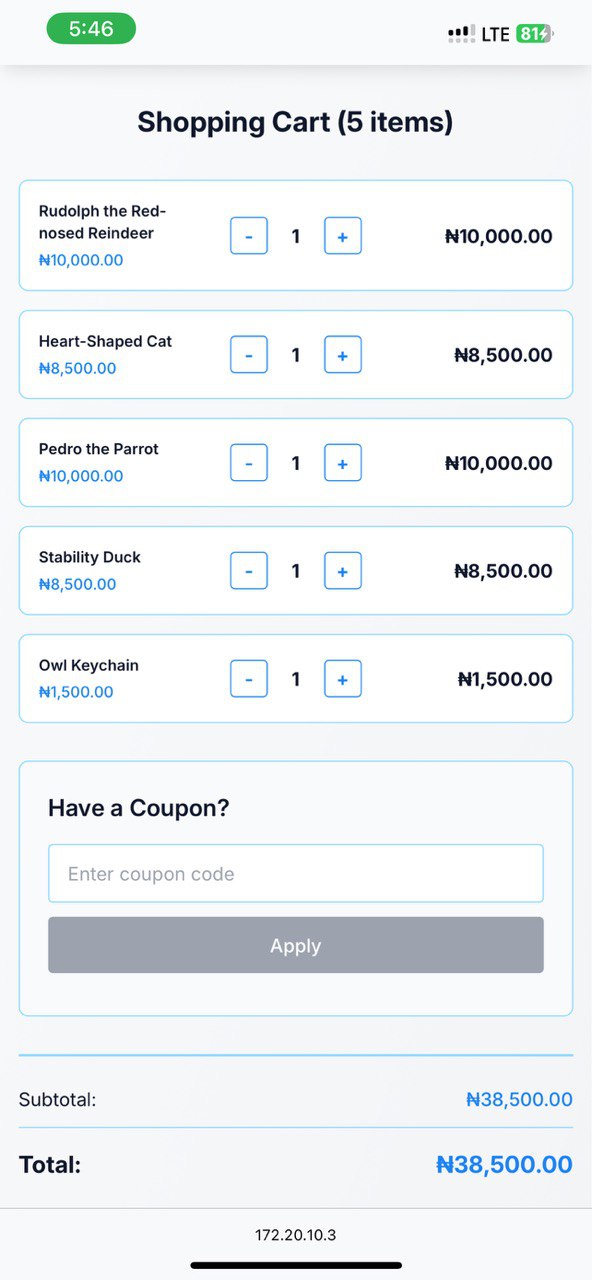 5:46
LTE 81
Shopping Cart (5 items)
Rudolph the Red-
nosed Reindeer
₦10,000.00
- 1 +
₦10,000.00
Heart-Shaped Cat
₦8,500.00
- 1 +
₦8,500.00
Pedro the Parrot
₦10,000.00
- 1 +
₦10,000.00
Stability Duck
₦8,500.00
- 1 +
₦8,500.00
Owl Keychain
₦1,500.00
- 1 +
₦1,500.00
Have a Coupon?
Enter coupon code
Apply
Subtotal: ₦38,500.00
Total: ₦38,500.00
172.20.10.3